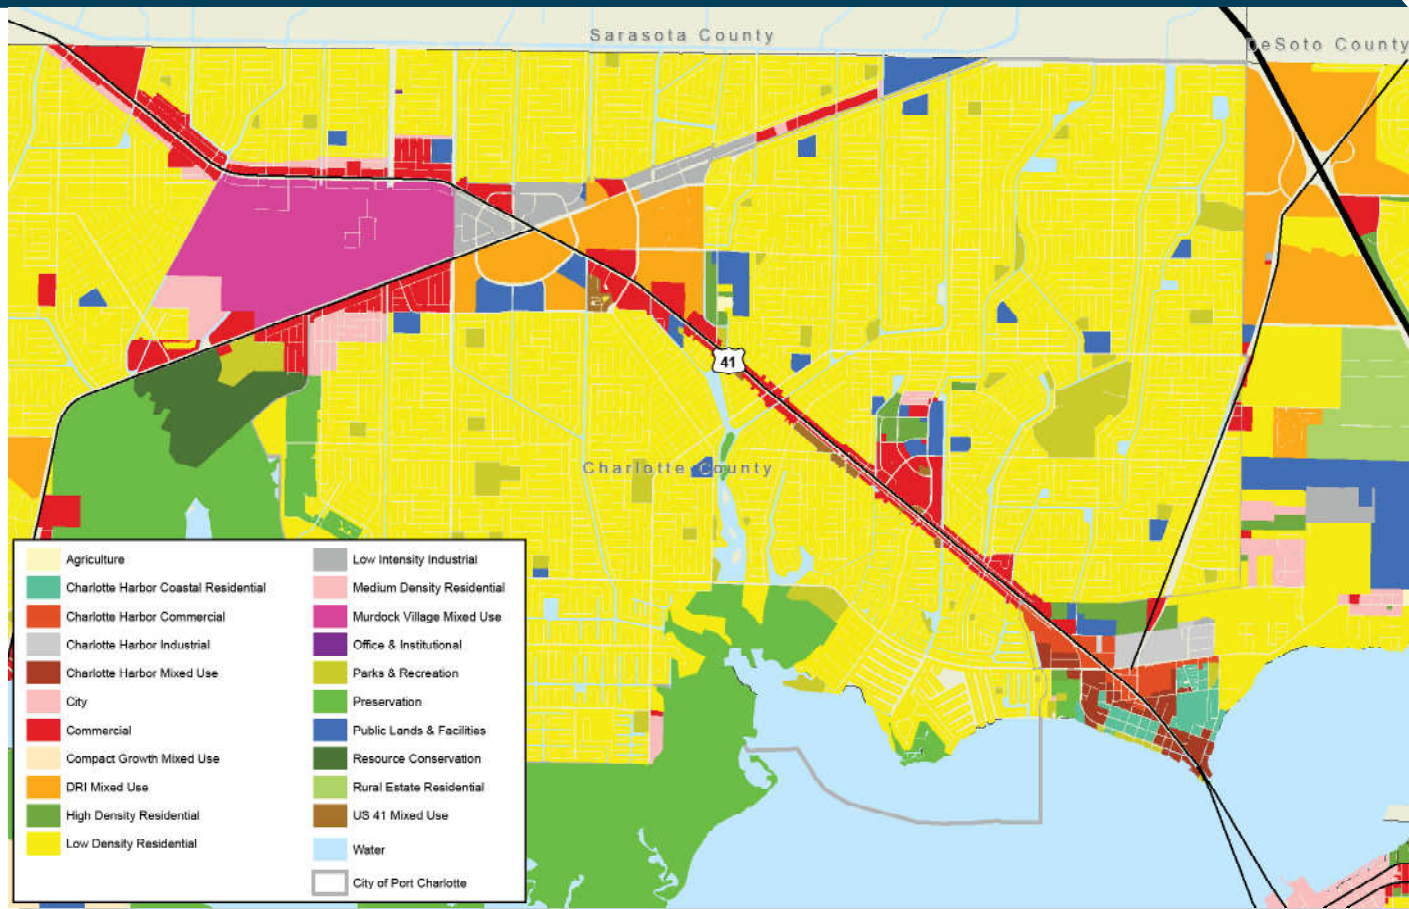 Sarasota County
DeSoto County
41
Charlotte County
Agriculture
Charlotte Harbor Coastal Residential
Charlotte Harbor Commercial
Charlotte Harbor Industrial
Charlotte Harbor Mixed Use
City
Commercial
Compact Growth Mixed Use
DRI Mixed Use
High Density Residential
Low Density Residential
Low Intensity Industrial
Medium Density Residential
Murdock Village Mixed Use
Office & Institutional
Parks & Recreation
Preservation
Public Lands & Facilities
Resource Conservation
Rural Estate Residential
US 41 Mixed Use
Water
City of Port Charlotte